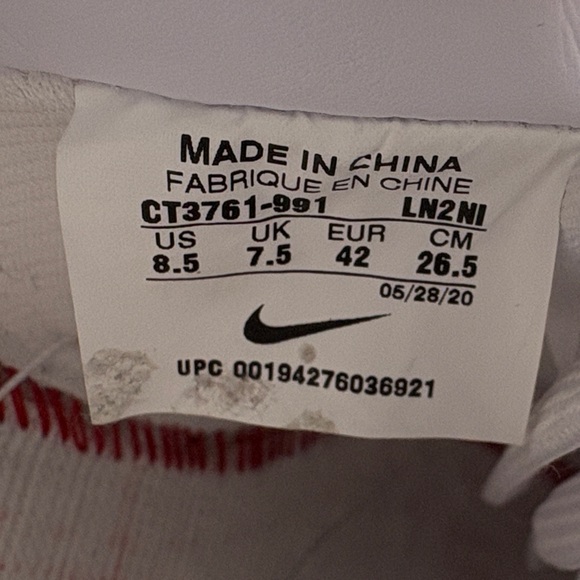 MADE IN CHINA
FABRIQUE EN CHINE
CT3761-991 LN2NI
US UK EUR CM
8.5 7.5 42 26.5
05/28/20
UPC 00194276036921